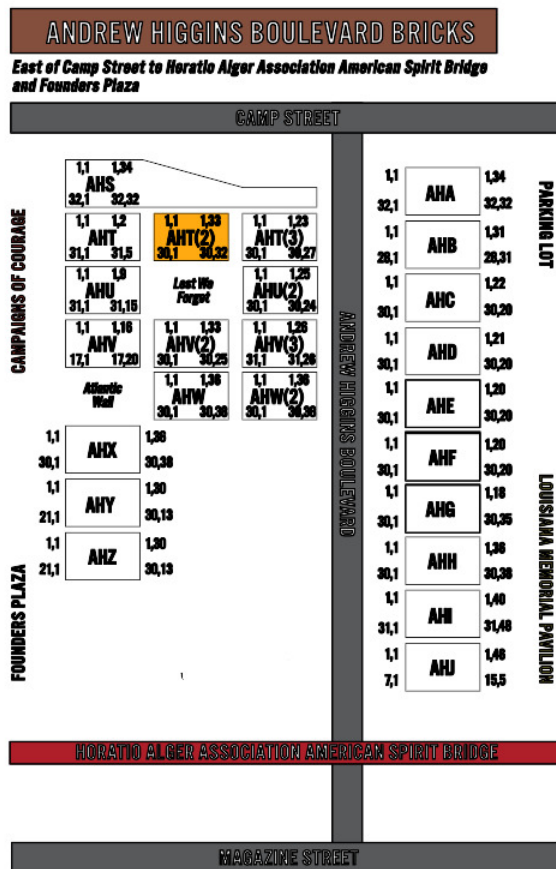 ANDREW HIGGINS BOULEVARD BRICKS
East of Camp Street to Horatio Alger Association American Spirit Bridge
and Founders Plaza
CAMP STREET
CAMPAIGNS OF COURAGE
FOUNDERS PLAZA
1,1 1,34
AHS
32,1 32,32
1,1 1,2
AHT
31,1 31,5
1,1 1,33
AHT(2)
30,1 30,32
1,1 1,23
AHT(3)
30,1 30,27
1,1 1,9
AHU
31,1 31,15
Lest We
Forget
1,1 1,25
AHU(2)
30,1 30,24
1,1 1,16
AHV
17,1 17,20
1,1 1,33
AHV(2)
30,1 30,25
1,1 1,26
AHV(3)
31,1 31,26
Atlantic
Wall
1,1 1,36
AHW
30,1 30,38
1,1 1,36
AHW(2)
30,1 30,38
1,1 1,36
AHX
30,1 30,38
1,1 1,30
AHY
21,1 30,13
1,1 1,30
AHZ
21,1 30,13
ANDREW HIGGINS BOULEVARD
1,1 1,34
AHA
32,1 32,32
1,1 1,31
AHB
28,1 28,31
1,1 1,22
AHC
30,1 30,20
1,1 1,21
AHD
30,1 30,20
1,1 1,20
AHE
30,1 30,20
1,1 1,20
AHF
30,1 30,20
1,1 1,18
AHG
30,1 30,35
1,1 1,36
AHH
30,1 30,38
1,1 1,40
AHI
31,1 31,48
1,1 1,46
AHJ
7,1 15,5
PARKING LOT
LOUISIANA MEMORIAL PAVILION
HORATIO ALGER ASSOCIATION AMERICAN SPIRIT BRIDGE
MAGAZINE STREET